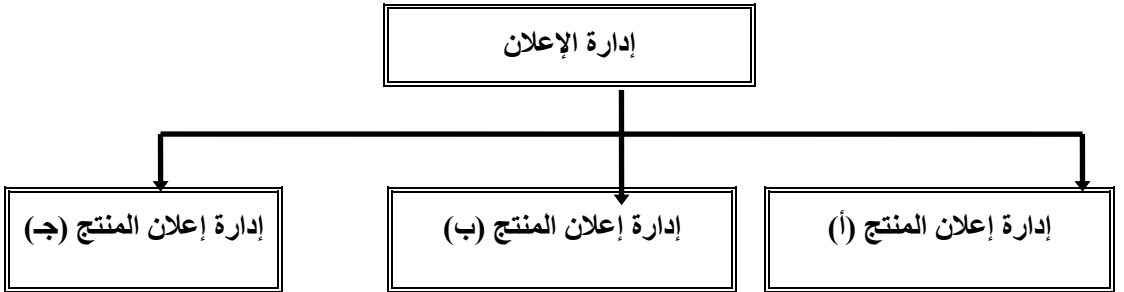 إدارة الإعلان
إدارة إعلان المنتج (أ)
إدارة إعلان المنتج (ب)
إدارة إعلان المنتج (جـ)